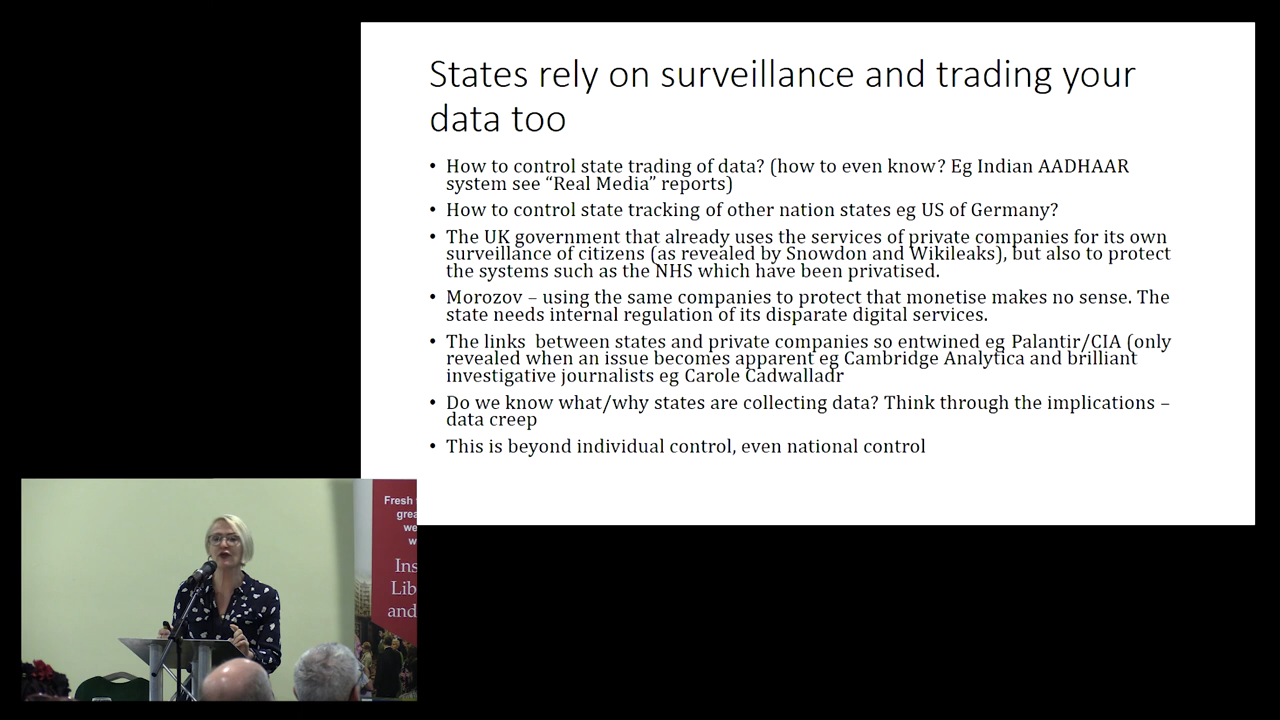 States rely on surveillance and trading your
data too
• How to control state trading of data? (how to even know? Eg Indian AADHAAR
system see “Real Media” reports)
• How to control state tracking of other nation states eg US of Germany?
• The UK government that already uses the services of private companies for its own
surveillance of citizens (as revealed by Snowdon and Wikileaks), but also to protect
the systems such as the NHS which have been privatised.
• Morozov – using the same companies to protect that monetise makes no sense. The
state needs internal regulation of its disparate digital services.
• The links between states and private companies so entwined eg Palantir/CIA (only
revealed when an issue becomes apparent eg Cambridge Analytica and brilliant
investigative journalists eg Carole Cadwalladr
• Do we know what/why states are collecting data? Think through the implications –
data creep
• This is beyond individual control, even national control
Fresh
and